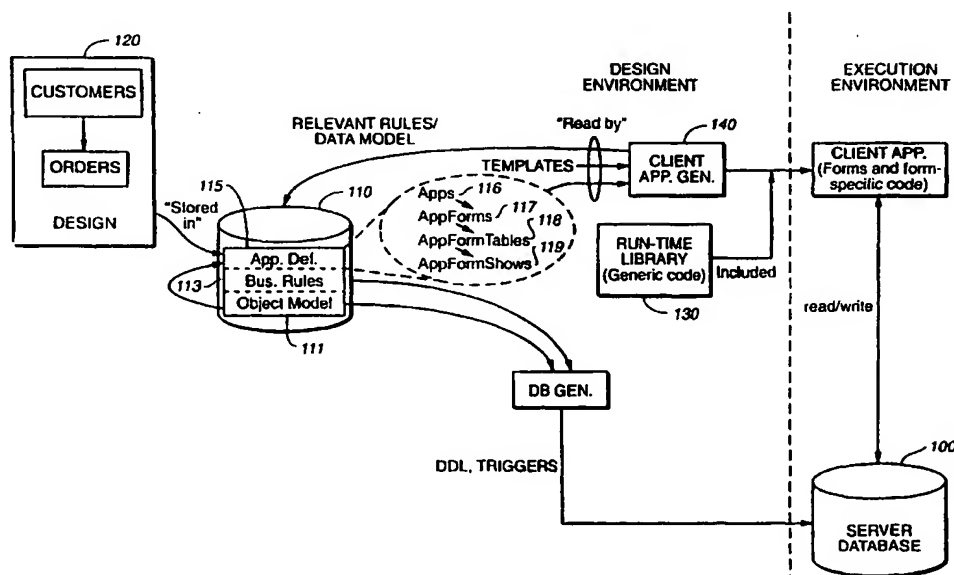 120
CUSTOMERS
ORDERS
DESIGN
"Stored
in"
RELEVANT RULES/
DATA MODEL
115
110
App. Def.
113
Bus. Rules
Object Model
111
Apps
116
AppForms
117
AppFormTables
118
AppFormShows
119
DESIGN
ENVIRONMENT
"Read by"
140
TEMPLATES
CLIENT
APP. GEN.
RUN-TIME
LIBRARY
(Generic code)
Included
130
DB GEN.
DDL, TRIGGERS
EXECUTION
ENVIRONMENT
CLIENT APP.
(Forms and form-
specific code)
read/write
100
SERVER
DATABASE